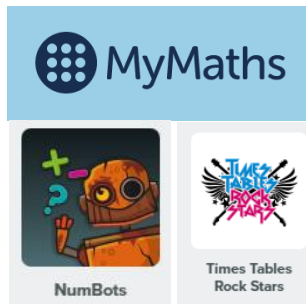 MyMaths
+ -
?
NumBots
TIMES
TABLES
ROCK
STARS
Times Tables
Rock Stars